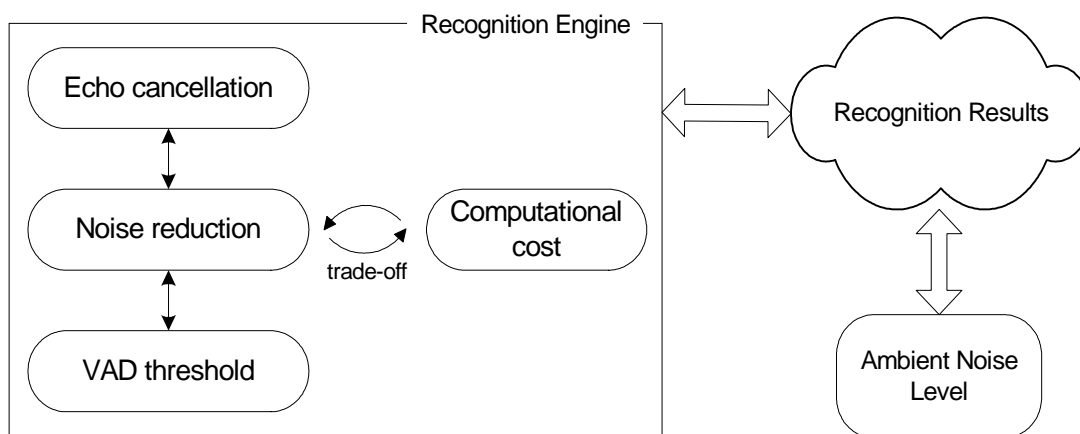 Recognition Engine
Echo cancellation
Noise reduction
trade-off
Computational
cost
VAD threshold
Recognition Results
Ambient Noise
Level